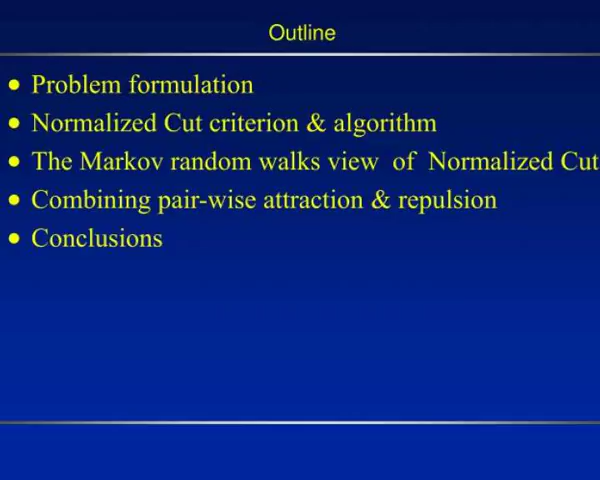 Outline
• Problem formulation
• Normalized Cut criterion & algorithm
• The Markov random walks view of Normalized Cut
• Combining pair-wise attraction & repulsion
• Conclusions